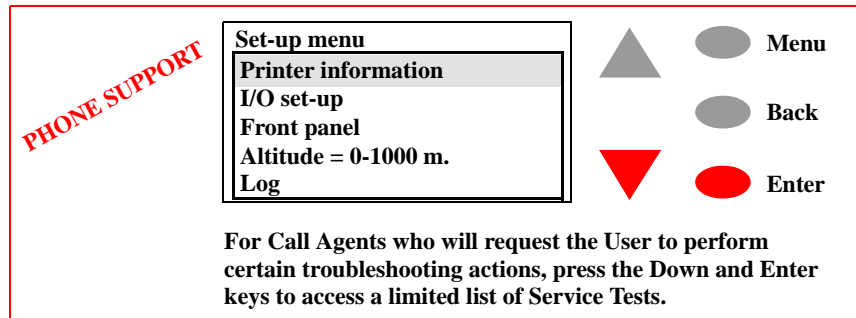 PHONE SUPPORT
Set-up menu
Printer information
I/O set-up
Front panel
Altitude = 0-1000 m.
Log
Menu
Back
Enter
For Call Agents who will request the User to perform
certain troubleshooting actions, press the Down and Enter
keys to access a limited list of Service Tests.